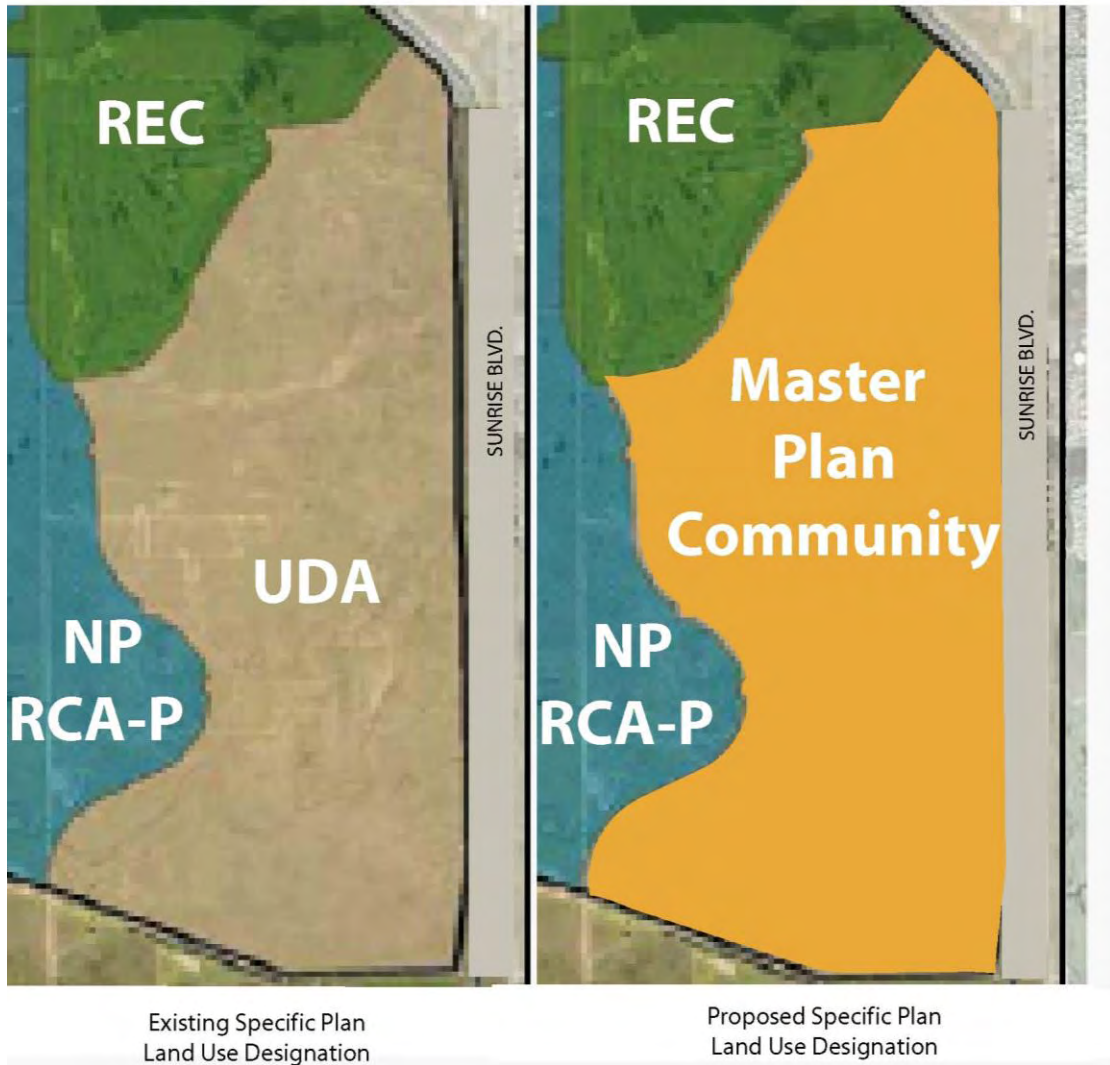 REC
SUNRISE BLVD.
UDA
NP
RCA-P
Existing Specific Plan
Land Use Designation
REC
SUNRISE BLVD.
Master
Plan
Community
NP
RCA-P
Proposed Specific Plan
Land Use Designation